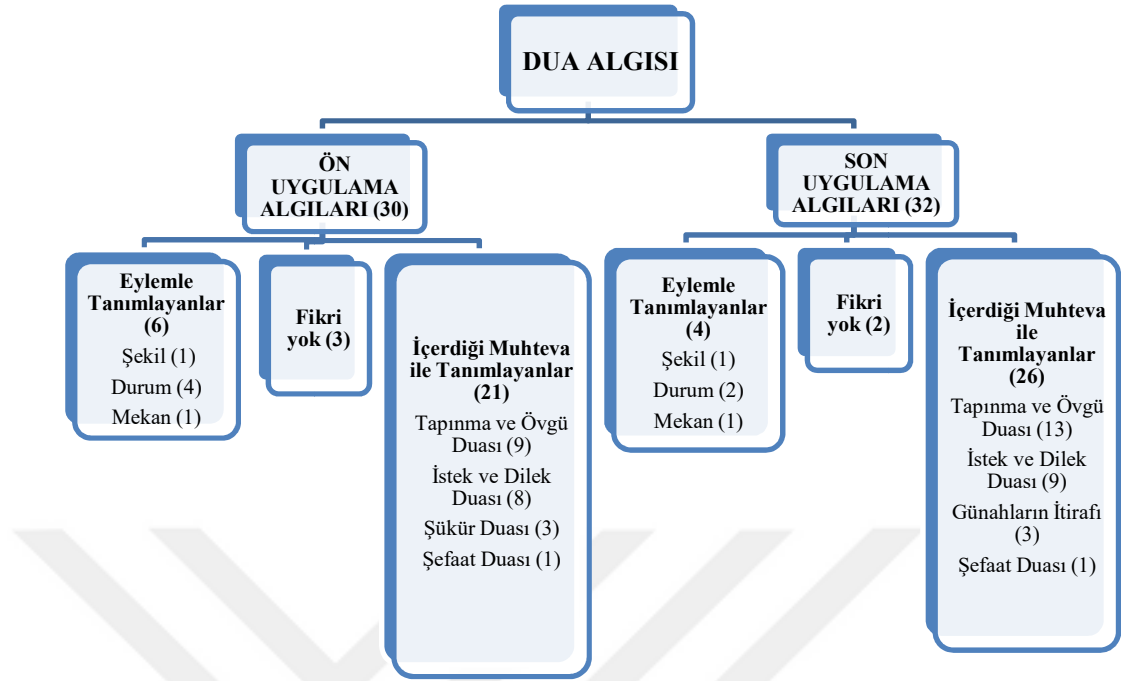 DUA ALGISI
ÖN
UYGULAMA
ALGILARI (30)
Eylemle
Tanımlayanlar
(6)
Şekil (1)
Durum (4)
Mekan (1)
Fikri
yok (3)
İçerdiği Muhteva
ile Tanımlayanlar
(21)
Tapınma ve Övgü
Duası (9)
İstek ve Dilek
Duası (8)
Şükür Duası (3)
Şefaat Duası (1)
SON
UYGULAMA
ALGILARI (32)
Eylemle
Tanımlayanlar
(4)
Şekil (1)
Durum (2)
Mekan (1)
Fikri
yok (2)
İçerdiği Muhteva
ile
Tanımlayanlar
(26)
Tapınma ve Övgü
Duası (13)
İstek ve Dilek
Duası (9)
Günahların İtirafı
(3)
Şefaat Duası (1)